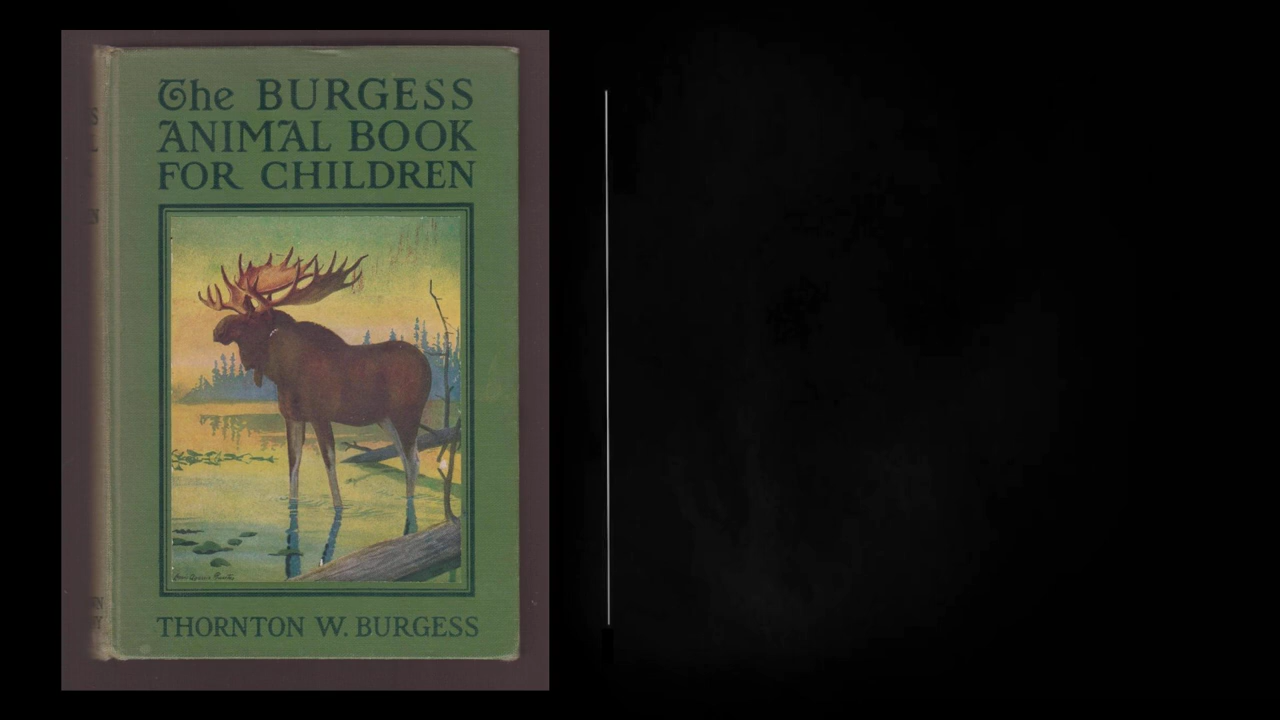 The BURGESS
ANIMAL BOOK
FOR CHILDREN
THORNTON W. BURGESS